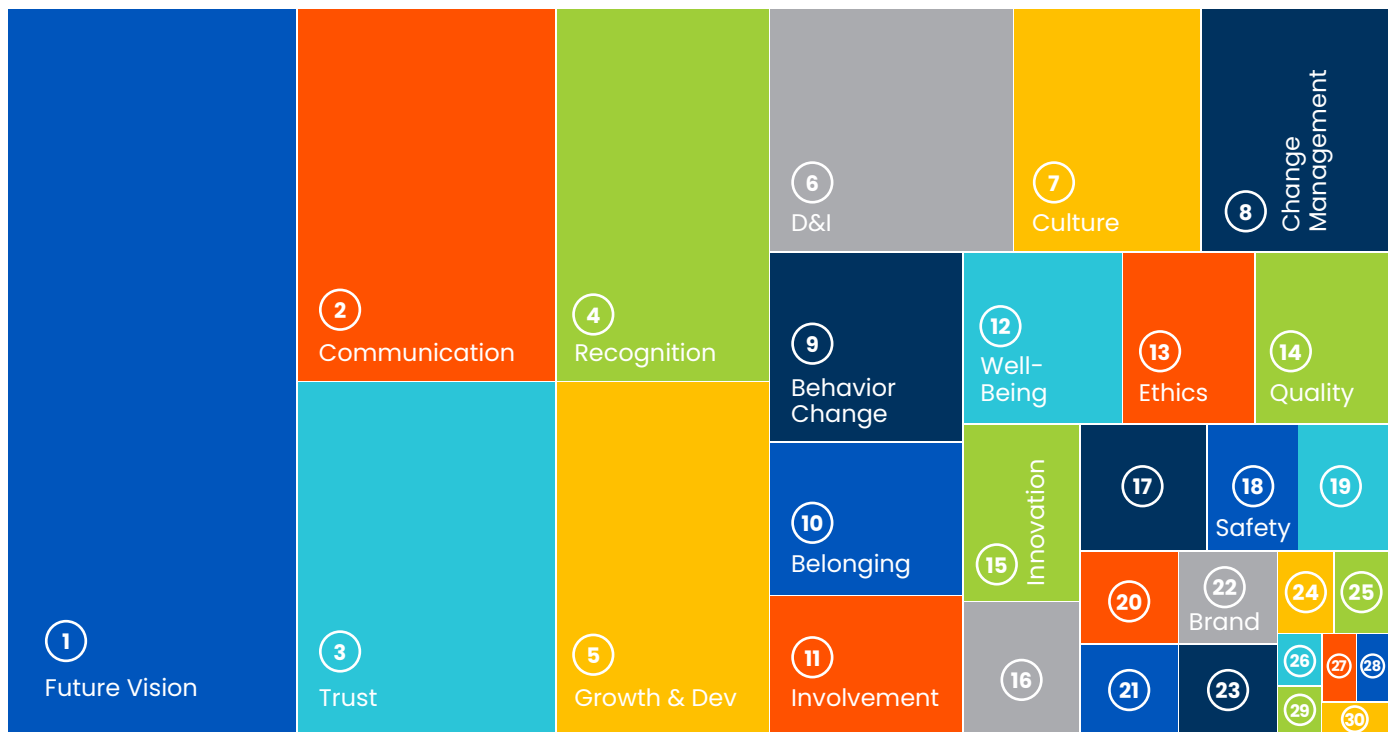 1
Future Vision
2
Communication
3
Trust
4
Recognition
5
Growth & Dev
6
D&I
7
Culture
8
Change
Management
9
Behavior
Change
10
Belonging
11
Involvement
12
Well-
Being
13
Ethics
14
Quality
15
Innovation
16
17
18
Safety
19
20
21
22
Brand
23
24
25
26
27
28
29
30